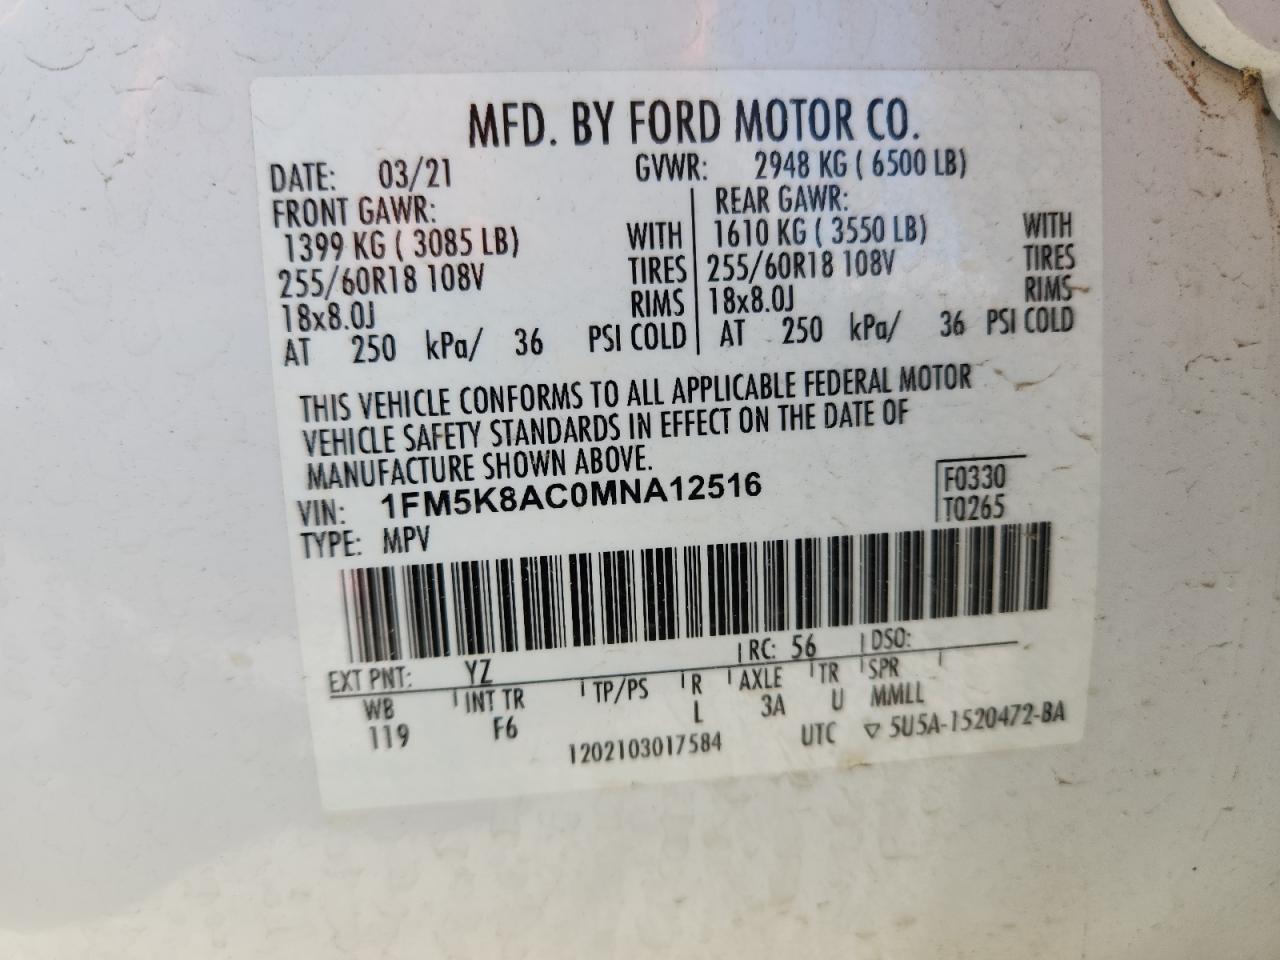 MFD. BY FORD MOTOR CO.
DATE: 03/21 GVWR: 2948 KG ( 6500 LB)
FRONT GAWR: REAR GAWR:
1399 KG ( 3085 LB) WITH 1610 KG ( 3550 LB) WITH
255/60R18 108V TIRES 255/60R18 108V TIRES
18x8.0J RIMS 18x8.0J RIMS
AT 250 kPa/ 36 PSI COLD AT 250 kPa/ 36 PSI COLD
THIS VEHICLE CONFORMS TO ALL APPLICABLE FEDERAL MOTOR
VEHICLE SAFETY STANDARDS IN EFFECT ON THE DATE OF
MANUFACTURE SHOWN ABOVE.
VIN: 1FM5K8AC0MNA12516 F0330
TYPE: MPV T0265
EXT PNT: YZ RC: 56 DSO:
WB INT TR TP/PS R AXLE TR SPR
119 F6 L 3A U MMLL
1202103017584 UTC ▽ 5U5A-1520472-BA